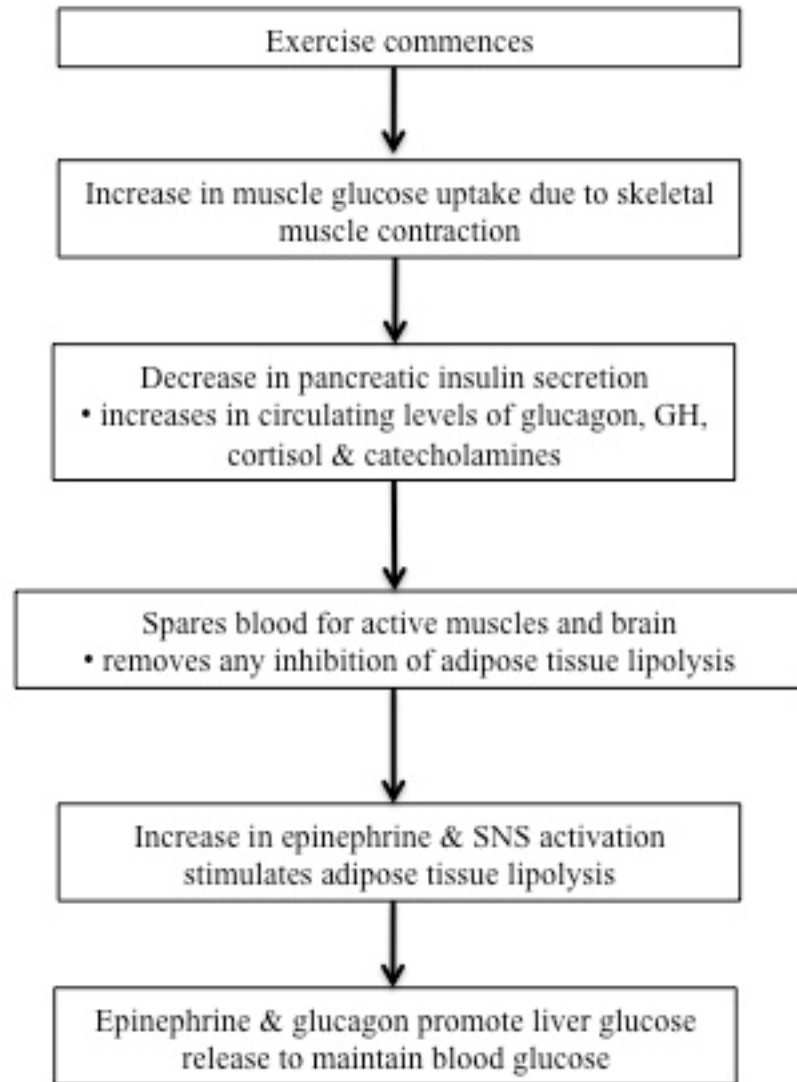 Exercise commences
Increase in muscle glucose uptake due to skeletal
muscle contraction
Decrease in pancreatic insulin secretion
• increases in circulating levels of glucagon, GH,
cortisol & catecholamines
Spares blood for active muscles and brain
• removes any inhibition of adipose tissue lipolysis
Increase in epinephrine & SNS activation
stimulates adipose tissue lipolysis
Epinephrine & glucagon promote liver glucose
release to maintain blood glucose